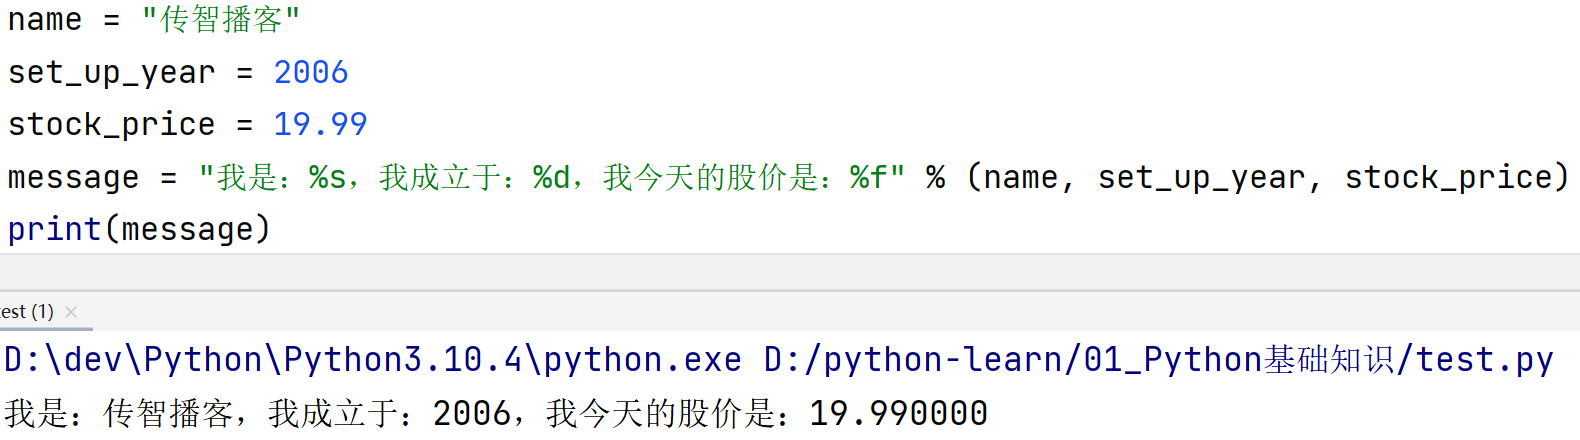 name = "传智播客"
set_up_year = 2006
stock_price = 19.99
message = "我是：%s，我成立于：%d，我今天的股价是：%f" % (name, set_up_year, stock_price)
print(message)
est (1) ×
D:\dev\Python\Python3.10.4\python.exe D:/python-learn/01_Python基础知识/test.py
我是：传智播客，我成立于：2006，我今天的股价是：19.990000